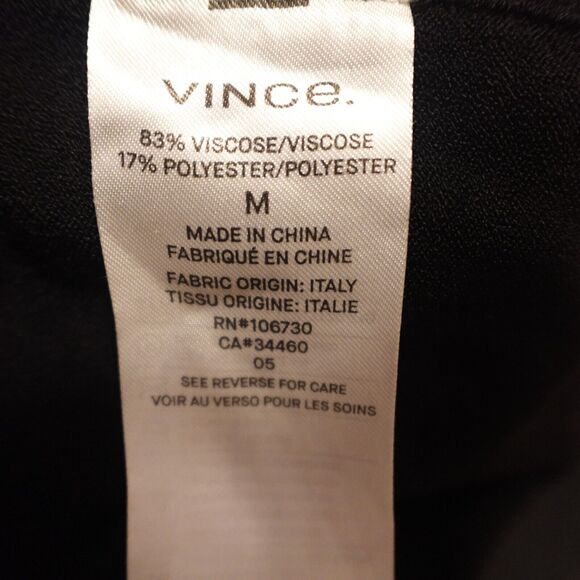 VINCE.
83% VISCOSE/VISCOSE
17% POLYESTER/POLYESTER
M
MADE IN CHINA
FABRIQUÉ EN CHINE
FABRIC ORIGIN: ITALY
TISSU ORIGINE: ITALIE
RN#106730
CA#34460
05
SEE REVERSE FOR CARE
VOIR AU VERSO POUR LES SOINS